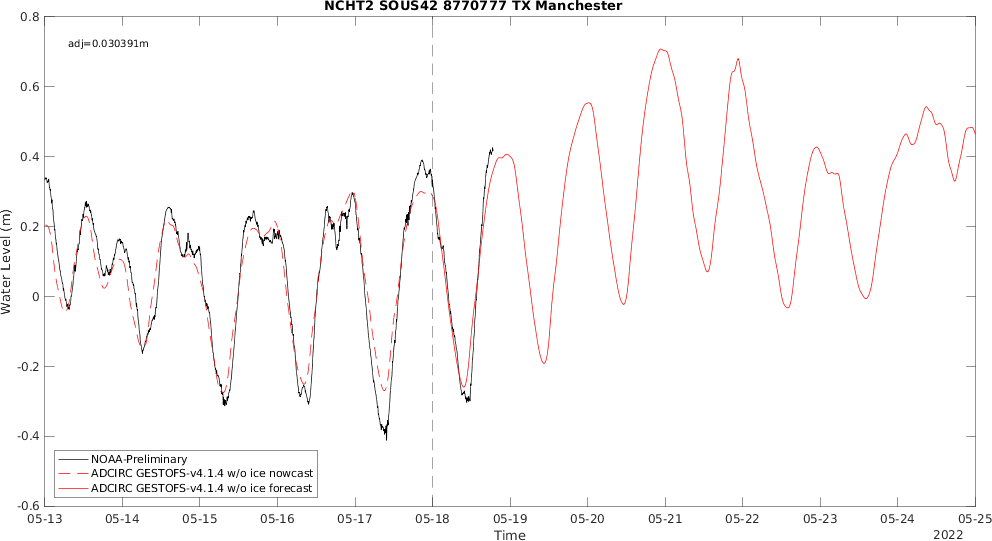 NCHT2 SOUS42 8770777 TX Manchester
adj=0.030391m
0.8
0.6
0.4
0.2
0
-0.2
-0.4
-0.6
Water Level (m)
NOAA-Preliminary
ADCIRC GESTOFS-v4.1.4 w/o ice nowcast
ADCIRC GESTOFS-v4.1.4 w/o ice forecast
05-13 05-14 05-15 05-16 05-17 05-18 05-19 05-20 05-21 05-22 05-23 05-24 05-25
Time
2022